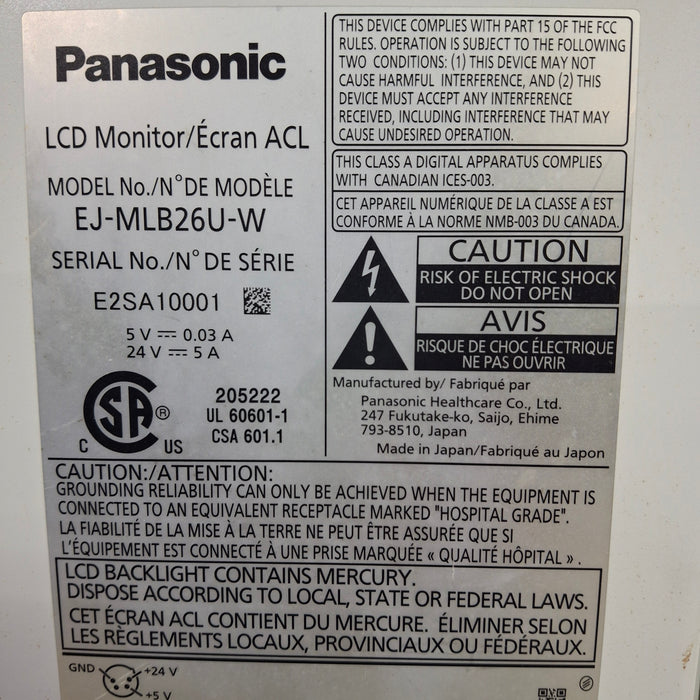 Panasonic
LCD Monitor/Écran ACL
MODEL No./N° DE MODÈLE
EJ-MLB26U-W
SERIAL No./N° DE SÉRIE
E2SA10001
5 V ⎓ 0.03 A
24 V ⎓ 5 A
SA ®
C US
205222
UL 60601-1
CSA 601.1
THIS DEVICE COMPLIES WITH PART 15 OF THE FCC
RULES. OPERATION IS SUBJECT TO THE FOLLOWING
TWO CONDITIONS: (1) THIS DEVICE MAY NOT
CAUSE HARMFUL INTERFERENCE, AND (2) THIS
DEVICE MUST ACCEPT ANY INTERFERENCE
RECEIVED, INCLUDING INTERFERENCE THAT MAY
CAUSE UNDESIRED OPERATION.
THIS CLASS A DIGITAL APPARATUS COMPLIES
WITH CANADIAN ICES-003.
CET APPAREIL NUMÉRIQUE DE LA CLASSE A EST
CONFORME À LA NORME NMB-003 DU CANADA.
CAUTION
RISK OF ELECTRIC SHOCK
DO NOT OPEN
AVIS
RISQUE DE CHOC ÉLECTRIQUE
NE PAS OUVRIR
Manufactured by/ Fabriqué par
Panasonic Healthcare Co., Ltd.
247 Fukutake-ko, Saijo, Ehime
793-8510, Japan
Made in Japan/Fabriqué au Japon
CAUTION:/ATTENTION:
GROUNDING RELIABILITY CAN ONLY BE ACHIEVED WHEN THE EQUIPMENT IS
CONNECTED TO AN EQUIVALENT RECEPTACLE MARKED "HOSPITAL GRADE".
LA FIABILITÉ DE LA MISE À LA TERRE NE PEUT ÊTRE ASSURÉE QUE SI
L'ÉQUIPEMENT EST CONNECTÉ À UNE PRISE MARQUÉE « QUALITÉ HÔPITAL ».
LCD BACKLIGHT CONTAINS MERCURY.
DISPOSE ACCORDING TO LOCAL, STATE OR FEDERAL LAWS.
CET ÉCRAN ACL CONTIENT DU MERCURE. ÉLIMINER SELON
LES RÈGLEMENTS LOCAUX, PROVINCIAUX OU FÉDÉRAUX.
GND +24 V
+5 V